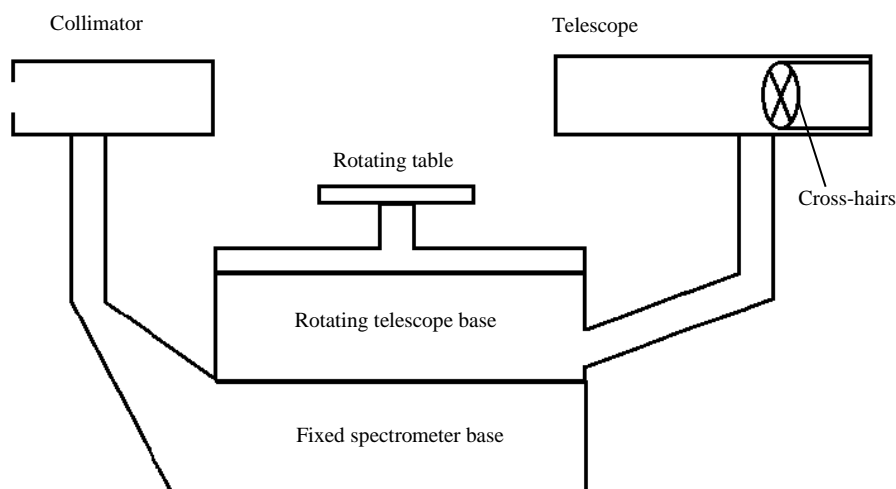 Collimator
Telescope
Rotating table
Cross-hairs
Rotating telescope base
Fixed spectrometer base